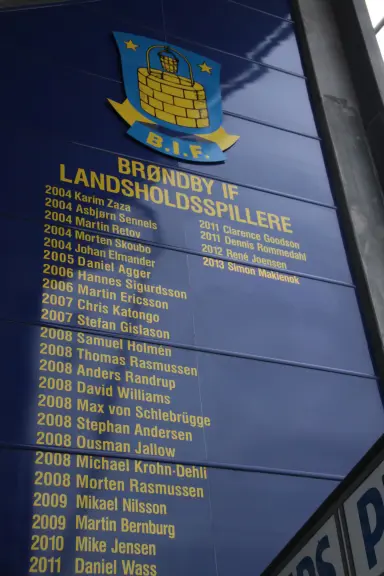 B.I.F.
BRØNDBY IF
LANDSHOLDSSPILLERE
2004 Karim Zaza
2004 Asbjørn Sennels
2004 Martin Retov
2004 Morten Skoubo
2004 Johan Elmander
2005 Daniel Agger
2006 Hannes Sigurdsson
2006 Martin Ericsson
2007 Chris Katongo
2007 Stefan Gislason
2008 Samuel Holmén
2008 Thomas Rasmussen
2008 Anders Randrup
2008 David Williams
2008 Max von Schlebrügge
2008 Stephan Andersen
2008 Ousman Jallow
2008 Michael Krohn-Dehli
2008 Morten Rasmussen
2009 Mikael Nilsson
2009 Martin Bernburg
2010 Mike Jensen
2011 Daniel Wass
2011 Clarence Goodson
2011 Dennis Rommedahl
2012 René Joensen
2013 Simon Makienok